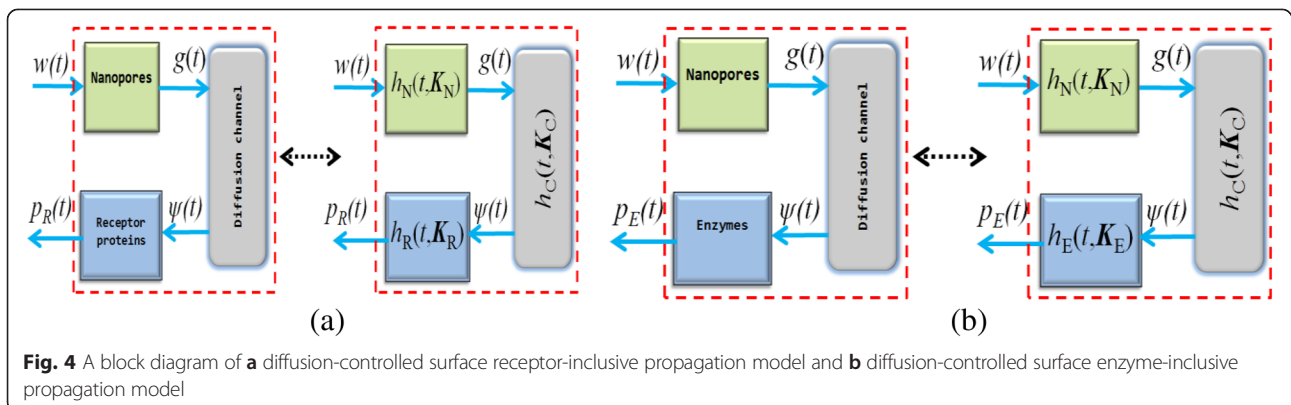 w(t)
Nanopores
g(t)
Diffusion channel
p_R(t)
Receptor
proteins
ψ(t)
w(t)
h_N(t,K_N)
g(t)
h_C(t,K_C)
p_R(t)
h_R(t,K_R)
ψ(t)
(a)
w(t)
Nanopores
g(t)
Diffusion channel
p_E(t)
Enzymes
ψ(t)
w(t)
h_N(t,K_N)
g(t)
h_C(t,K_C)
p_E(t)
h_E(t,K_E)
ψ(t)
(b)
Fig. 4 A block diagram of a diffusion-controlled surface receptor-inclusive propagation model and b diffusion-controlled surface enzyme-inclusive
propagation model